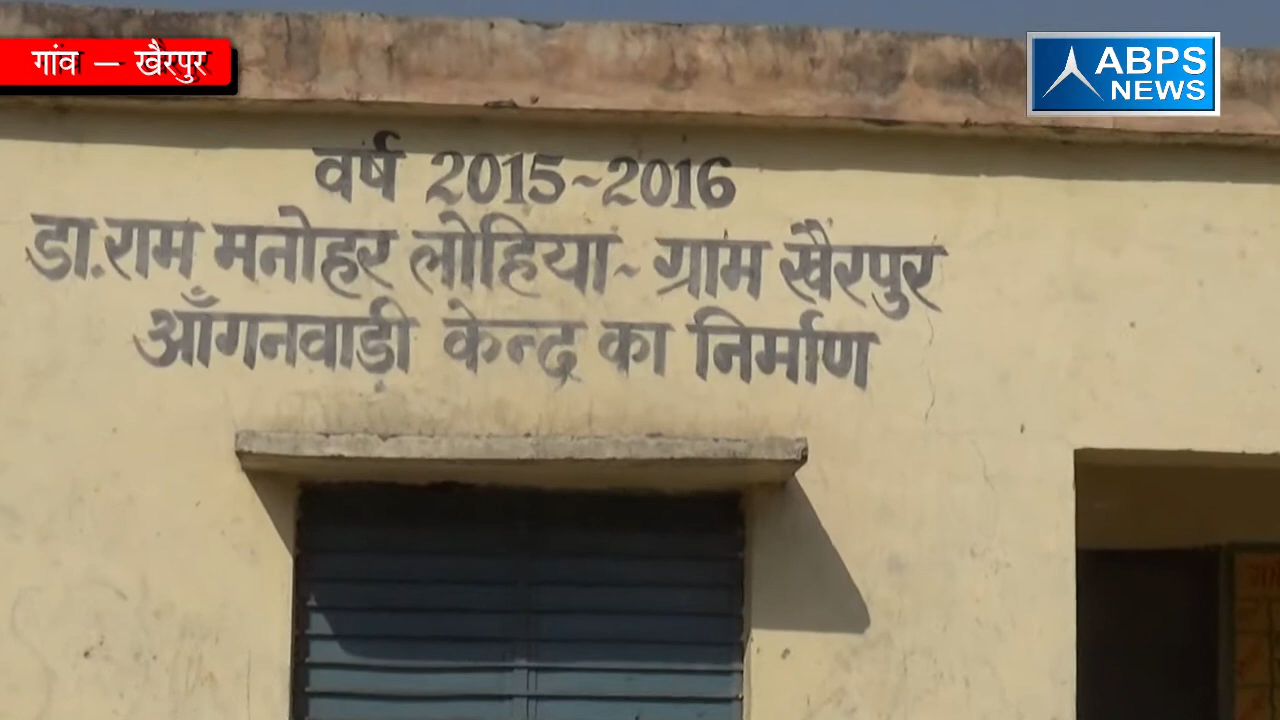 गांव – खैरपुर
ABPS
NEWS
वर्ष 2015~2016
डा.राम मनोहर लोहिया~ग्राम खैरपुर
आँगनवाड़ी केन्द्र का निर्माण